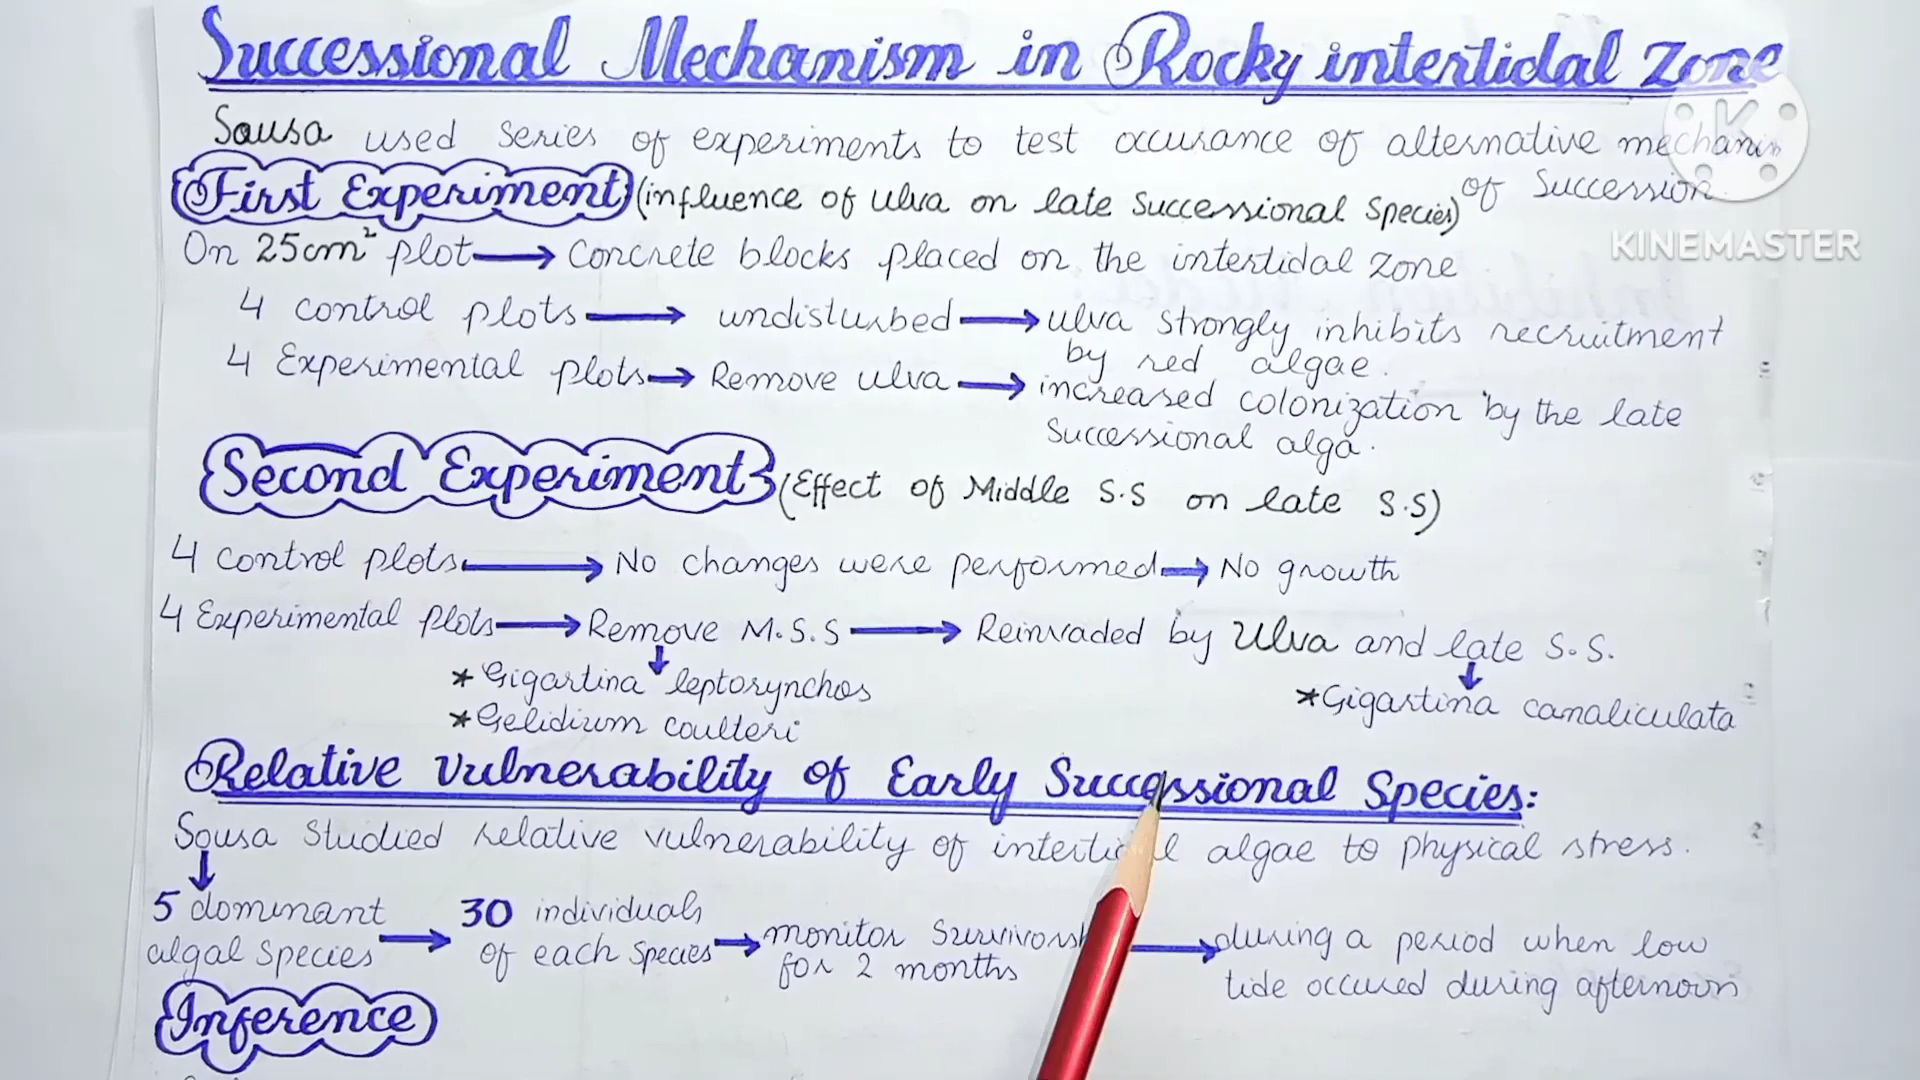 Successional Mechanism in Rocky intertidal Zone
Sousa used series of experiments to test occurance of alternative mechanism
of Succession.
First Experiment (influence of ulva on late Successional Species)
On 25cm² plot → Concrete blocks placed on the intertidal zone
4 control plots → undisturbed → ulva strongly inhibits recruitment
by red algae.
4 Experimental plots → Remove ulva → increased colonization by the late
Successional alga.
Second Experiment (Effect of Middle S.S on late S.S)
4 control plots → No changes were performed → No growth
4 Experimental plots → Remove M.S.S → Reinvaded by Ulva and late S.S.
* Gigartina leptorynchos
* Gelidium coulteri
* Gigartina canaliculata
Relative vulnerability of Early Successional Species:
Sousa Studied relative vulnerability of intertidal algae to physical stress.
5 dominant
algal species → 30 individuals
of each species → monitor Survivorsh
for 2 months → during a period when low
tide occured during afternoon
Inference
KINEMASTER